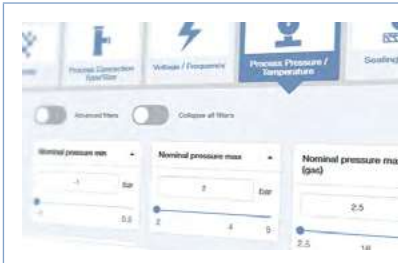 Process Connection
Type/Size
Voltage / Frequency
Process Pressure /
Temperature
Sealing
Advanced filters
Collapse all filters
Nominal pressure min
Nominal pressure max
Nominal pressure ma
(gas)
-1
bar
2
bar
2.5
-1
0.5
2
4
5
2.5
16